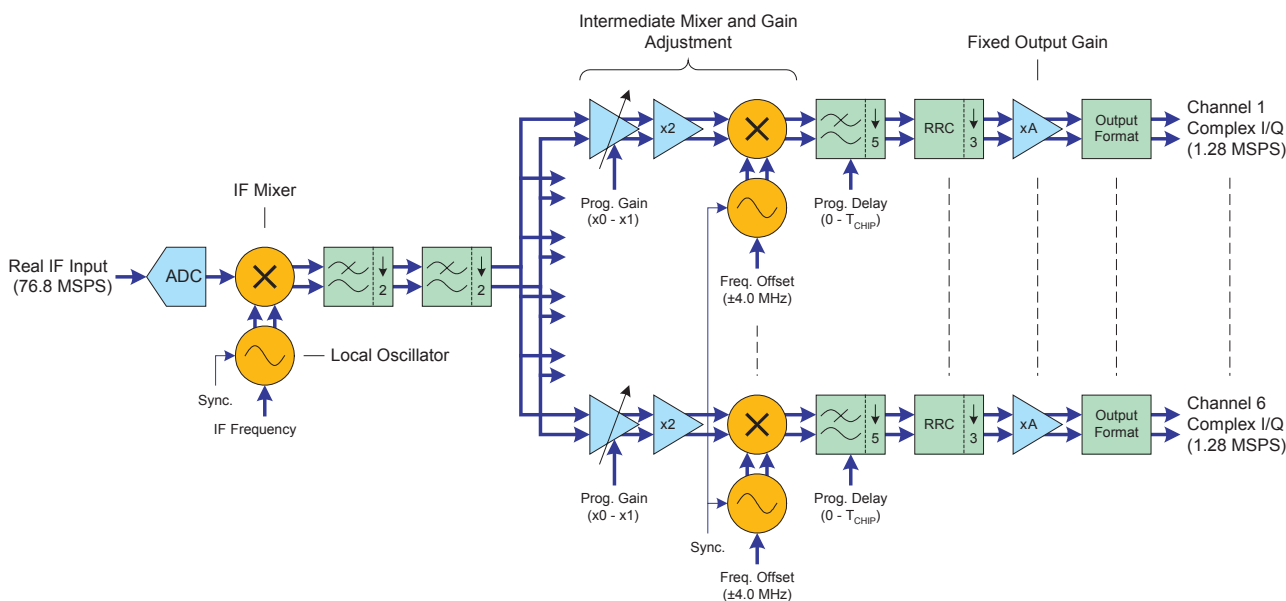 Intermediate Mixer and Gain
Adjustment
Fixed Output Gain
x2
5
RRC
3
xA
Output
Format
Channel 1
Complex I/Q
(1.28 MSPS)
Prog. Gain
(x0 - x1)
Prog. Delay
(0 - TCHIP)
IF Mixer
Real IF Input
(76.8 MSPS)
ADC
2
2
Freq. Offset
(±4.0 MHz)
Local Oscillator
Sync.
IF Frequency
x2
5
RRC
3
xA
Output
Format
Channel 6
Complex I/Q
(1.28 MSPS)
Prog. Gain
(x0 - x1)
Prog. Delay
(0 - TCHIP)
Sync.
Freq. Offset
(±4.0 MHz)